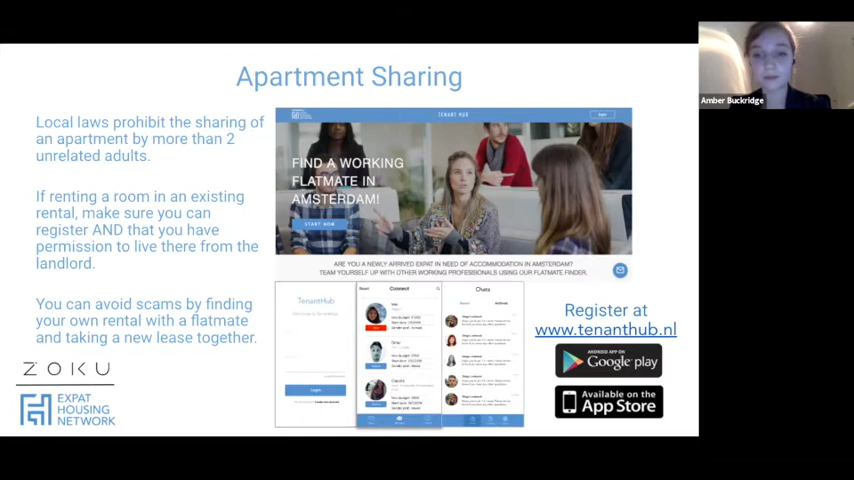 Apartment Sharing
Amber Buckridge
Local laws prohibit the sharing of
an apartment by more than 2
unrelated adults.
If renting a room in an existing
rental, make sure you can
register AND that you have
permission to live there from the
landlord.
You can avoid scams by finding
your own rental with a flatmate
and taking a new lease together.
ZOKU
EXPAT
HOUSING
NETWORK
TENANT HUB
FIND A WORKING
FLATMATE IN
AMSTERDAM!
START NOW
ARE YOU A NEWLY ARRIVED EXPAT IN NEED OF ACCOMMODATION IN AMSTERDAM?
TEAM YOURSELF UP WITH OTHER WORKING PROFESSIONALS USING OUR FLATMATE FINDER.
TenantHub
Login
Connect
Omar
Claudia
Chats
Register at
www.tenanthub.nl
ANDROID APP ON
Google play
Available on the
App Store